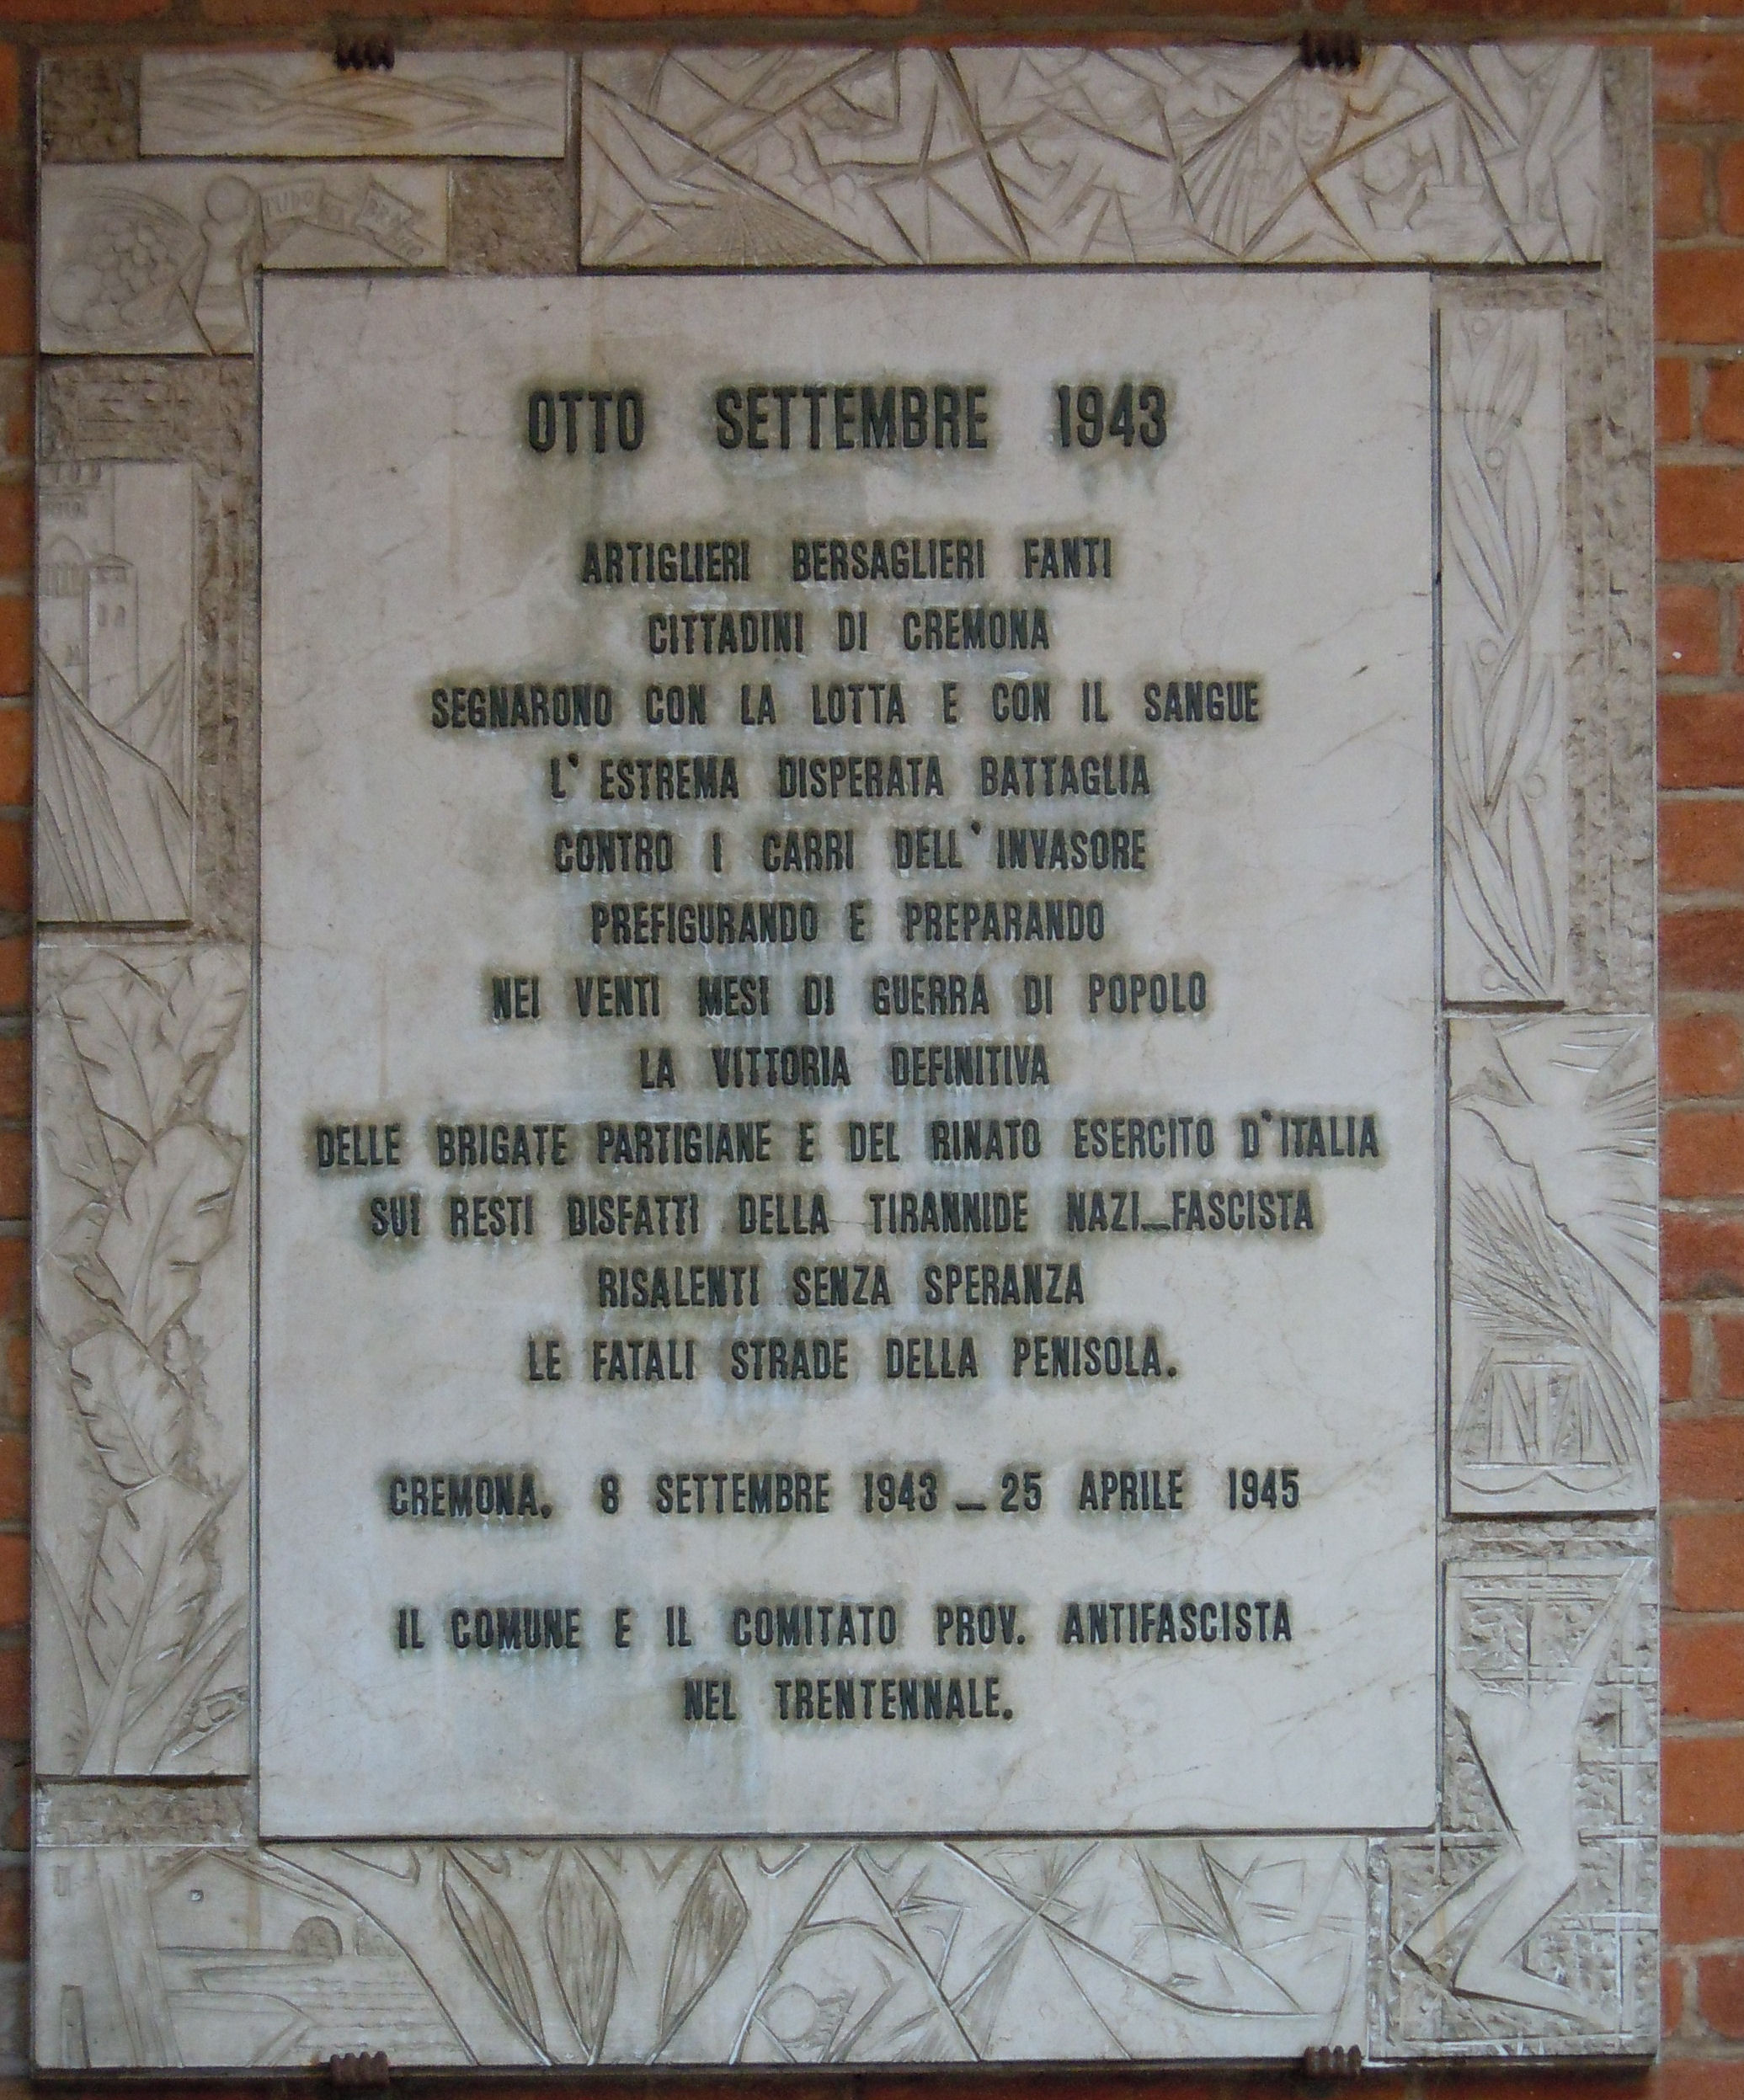 OTTO SETTEMBRE 1943
ARTIGLIERI BERSAGLIERI FANTI
CITTADINI DI CREMONA
SEGNARONO CON LA LOTTA E CON IL SANGUE
L'ESTREMA DISPERATA BATTAGLIA
CONTRO I CARRI DELL'INVASORE
PREFIGURANDO E PREPARANDO
NEI VENTI MESI DI GUERRA DI POPOLO
LA VITTORIA DEFINITIVA
DELLE BRIGATE PARTIGIANE E DEL RINATO ESERCITO D'ITALIA
SUI RESTI DISFATTI DELLA TIRANNIDE NAZI_FASCISTA
RISALENTI SENZA SPERANZA
LE FATALI STRADE DELLA PENISOLA.
CREMONA. 8 SETTEMBRE 1943 _ 25 APRILE 1945
IL COMUNE E IL COMITATO PROV. ANTIFASCISTA
NEL TRENTENNALE.